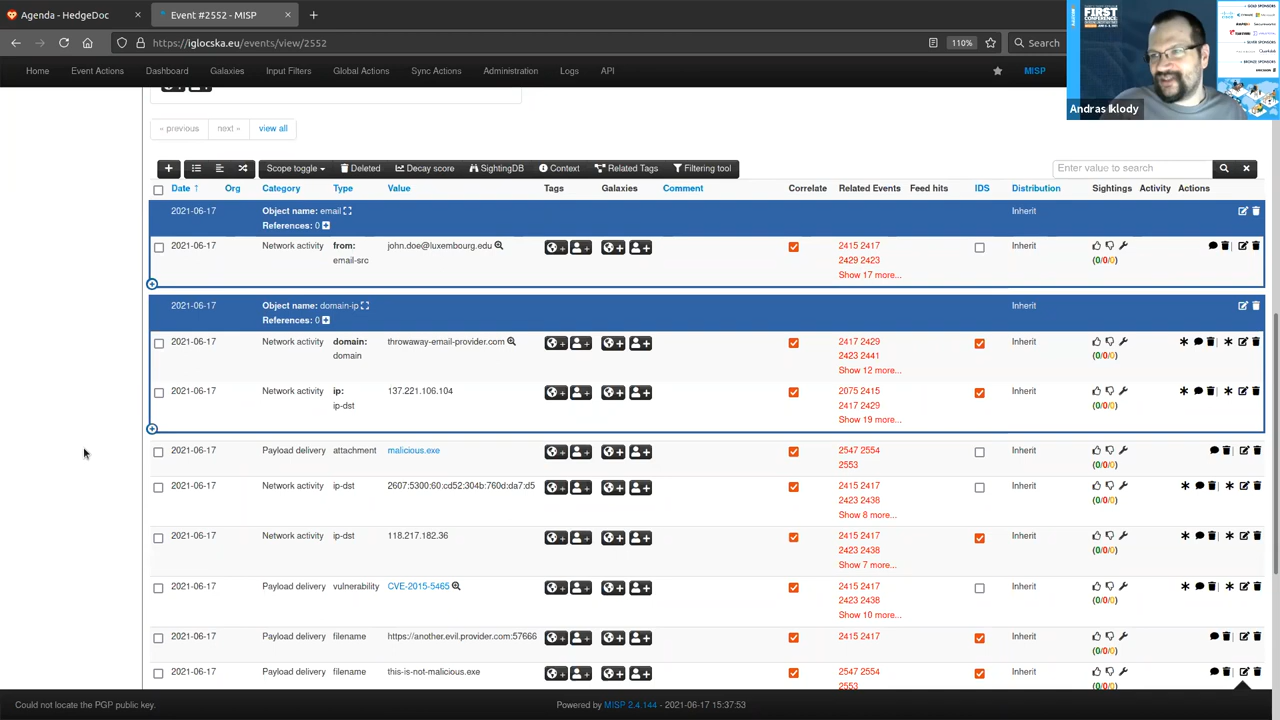 Agenda - HedgeDoc
Event #2552 - MISP
https://iglocska.eu/events/view/2552
110%
Search
FIRST
CONFERENCE
Andras Iklody
Home Event Actions Dashboard Galaxies Input Filters Global Actions Sync Actions Administration Logs API
MISP
« previous next » view all
Scope toggle Deleted Decay score SightingDB Context Related Tags Filtering tool
Enter value to search
Date Org Category Type Value Tags Galaxies Comment Correlate Related Events Feed hits IDS Distribution Sightings Activity Actions
2021-06-17 Object name: email Inherit
References: 0
2021-06-17 Network activity from: john.doe@luxembourg.edu 2415 2417 Inherit
email-src 2429 2423 (0/0/0)
Show 17 more...
2021-06-17 Object name: domain-ip Inherit
References: 0
2021-06-17 Network activity domain: throwaway-email-provider.com 2417 2429 Inherit
domain 2423 2441 (0/0/0)
Show 12 more...
2021-06-17 Network activity ip: 137.221.106.104 2075 2415 Inherit
ip-dst 2417 2429 (0/0/0)
Show 19 more...
2021-06-17 Payload delivery attachment malicious.exe 2547 2554 Inherit
2553 (0/0/0)
2021-06-17 Network activity ip-dst 2607:5300:60:cd52:304b:760d:da7:d5 2415 2417 Inherit
2423 2438 (0/0/0)
Show 8 more...
2021-06-17 Network activity ip-dst 118.217.182.36 2415 2417 Inherit
2423 2438 (0/0/0)
Show 7 more...
2021-06-17 Payload delivery vulnerability CVE-2015-5465 2415 2417 Inherit
2423 2438 (0/0/0)
Show 10 more...
2021-06-17 Payload delivery filename https://another.evil.provider.com:57666 2415 2417 Inherit
(0/0/0)
2021-06-17 Payload delivery filename this-is-not-malicious.exe 2547 2554 Inherit
2553 (0/0/0)
Could not locate the PGP public key.
Powered by MISP 2.4.144 - 2021-06-17 15:37:53